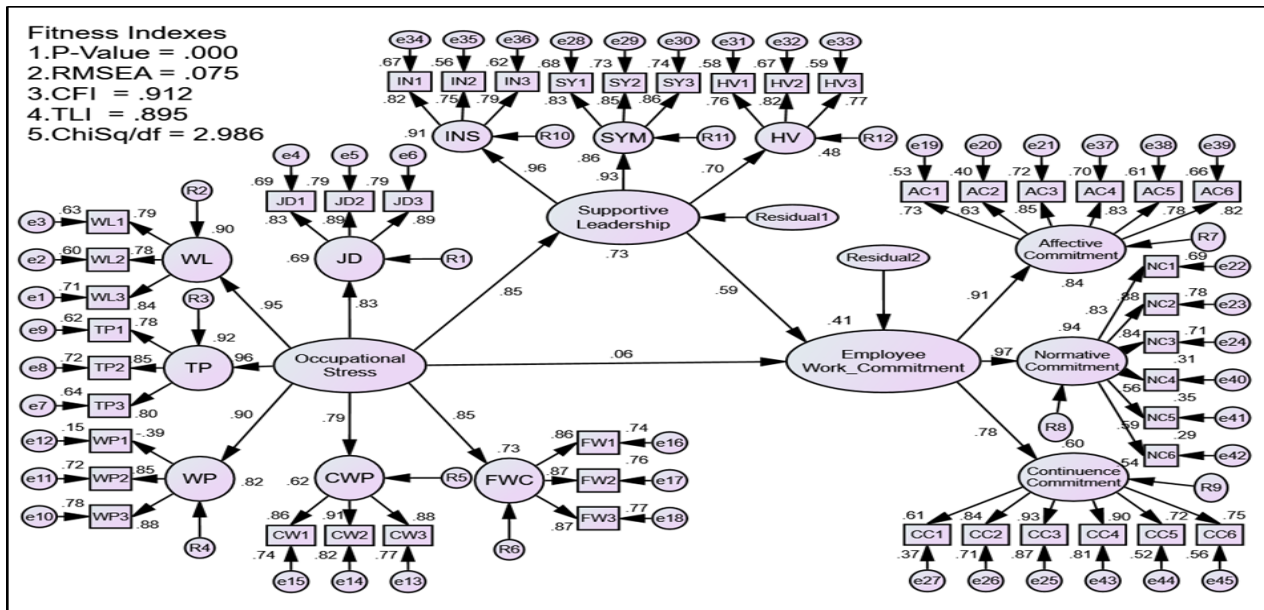 Fitness Indexes
1.P-Value = .000
2.RMSEA = .075
3.CFI  = .912
4.TLI  = .895
5.ChiSq/df = 2.986
e34
e35
e36
e28
e29
e30
e31
e32
e33
.67
.56
.62
.68
.73
.74
.58
.67
.59
IN1
IN2
IN3
SY1
SY2
SY3
HV1
HV2
HV3
.82
.75
.79
.83
.85
.86
.76
.82
.77
.91
INS
R10
SYM
R11
HV
R12
.86
.48
.96
.93
.70
Supportive
Leadership
Residual1
.73
e4
e5
e6
.69
.79
.79
JD1
JD2
JD3
.83
.89
.89
JD
R1
.69
.83
R2
.90
e3
.63
WL1
.79
e2
.60
WL2
.78
WL
e1
.71
WL3
.84
.95
R3
.92
e9
.62
TP1
.78
e8
.72
TP2
.85
TP
.96
e7
.64
TP3
.80
Occupational
Stress
.85
.59
.06
.90
.79
.85
e12
.15
WP1
-.39
e11
.72
WP2
.85
WP
.82
e10
.78
WP3
.88
R4
CWP
R5
.62
.86
.91
.88
CW1
CW2
CW3
.74
.82
.77
e15
e14
e13
.73
FWC
R6
.86
FW1
.74
e16
.87
FW2
.76
e17
.87
FW3
.77
e18
Residual2
.41
Employee
Work_Commitment
.91
.97
.78
e19
e20
e21
e37
e38
e39
.53
.40
.72
.70
.61
.66
AC1
AC2
AC3
AC4
AC5
AC6
.73
.63
.85
.83
.78
.82
Affective
Commitment
R7
.84
NC1
.69
e22
.83
NC2
.78
e23
.88
NC3
.71
e24
.84
NC4
.31
e40
.56
NC5
.35
e41
.59
NC6
.29
e42
.54
.94
Normative
Commitment
R8
.60
Continuence
Commitment
R9
.61
.84
.93
.90
.72
.75
CC1
CC2
CC3
CC4
CC5
CC6
.37
.71
.87
.81
.52
.56
e27
e26
e25
e43
e44
e45